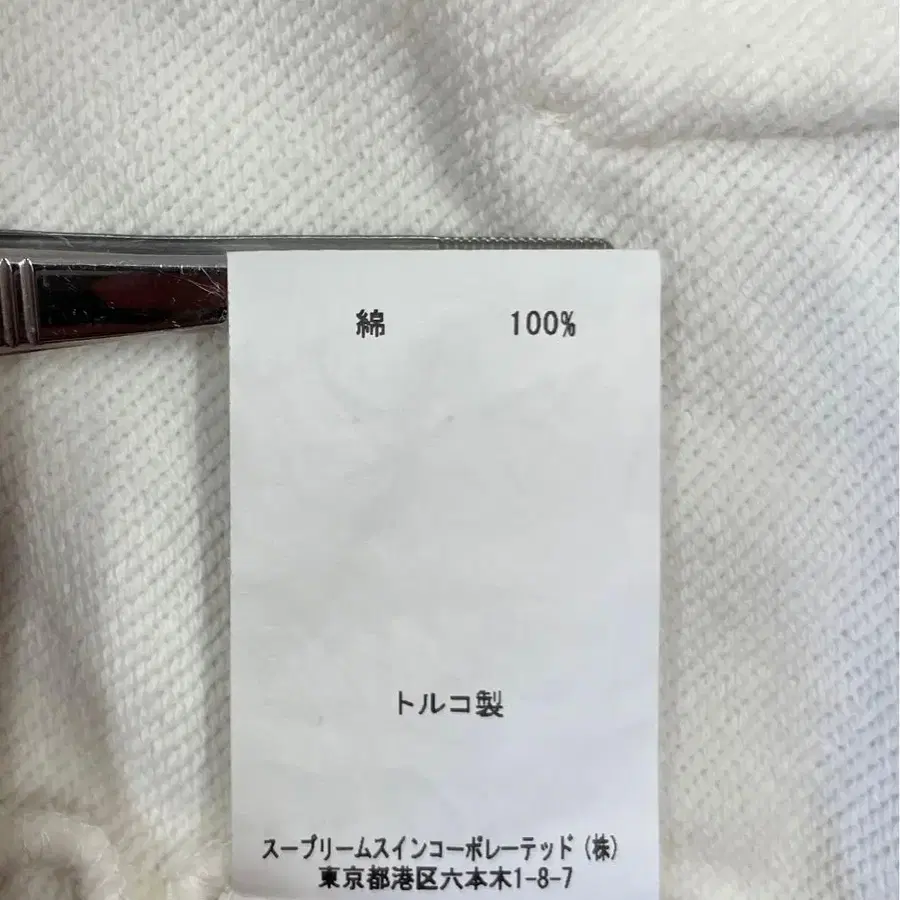 綿 100%
トルコ製
スープリームスインコーポレーテッド(株)
東京都港区六本木1-8-7